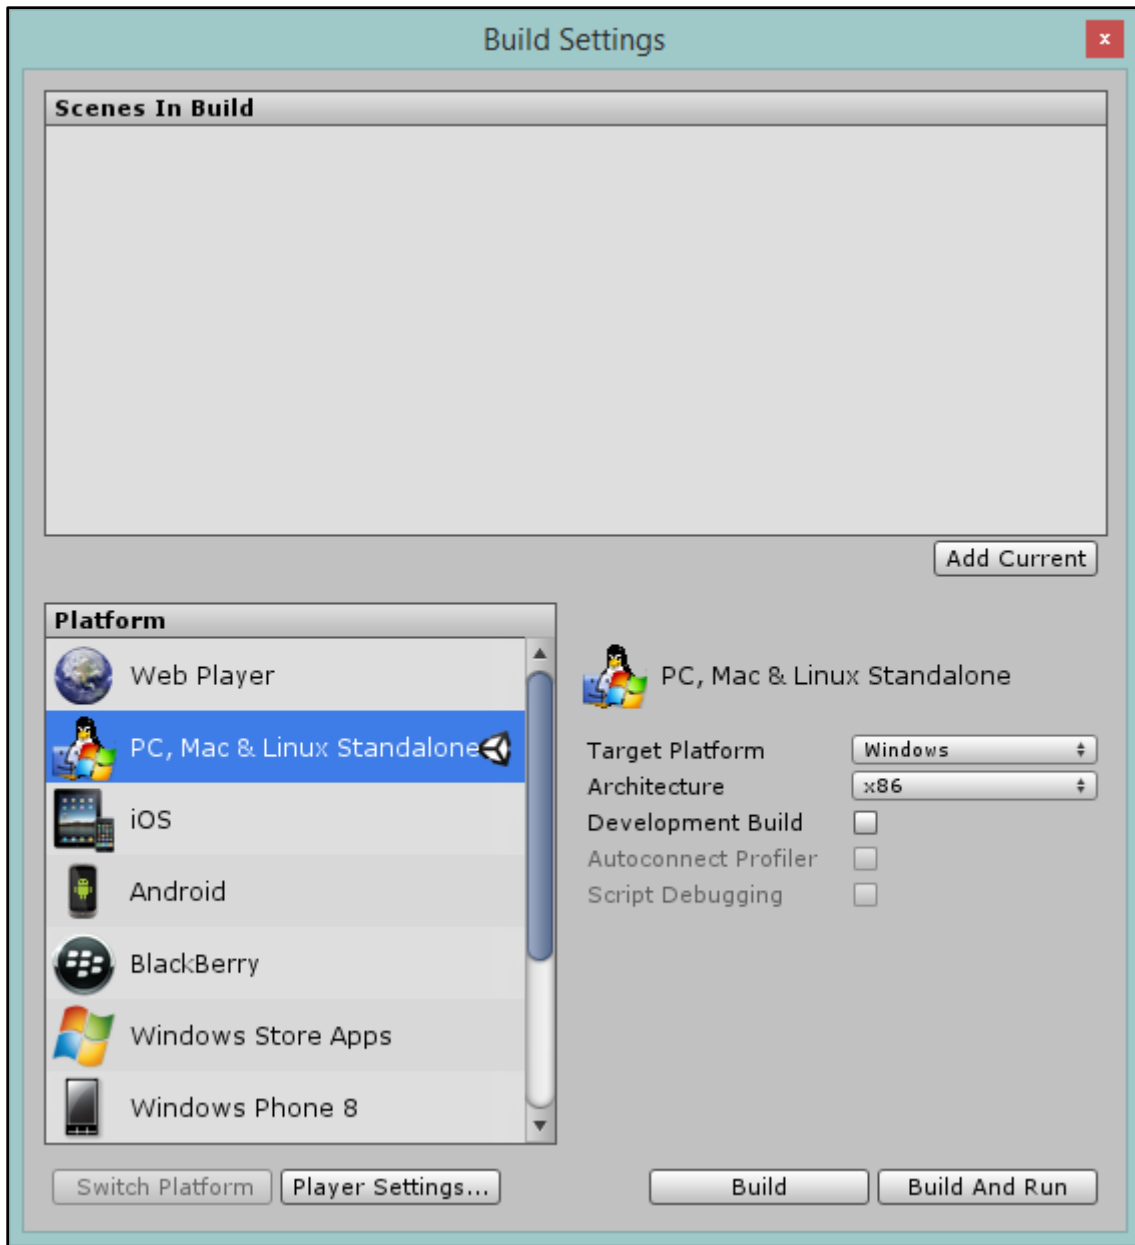 Build Settings
x
Scenes In Build
Add Current
Platform
Web Player
PC, Mac & Linux Standalone
iOS
Android
BlackBerry
Windows Store Apps
Windows Phone 8
PC, Mac & Linux Standalone
Target Platform Windows
Architecture x86
Development Build
Autoconnect Profiler
Script Debugging
Switch Platform Player Settings... Build Build And Run